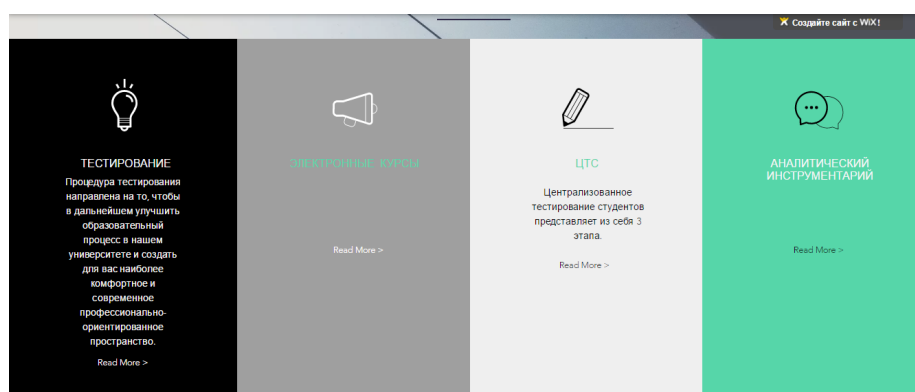 Создайте сайт с WiX!
ТЕСТИРОВАНИЕ
Процедура тестирования
направлена на то, чтобы
в дальнейшем улучшить
образовательный
процесс в нашем
университете и создать
для вас наиболее
комфортное и
современное
профессионально-
ориентированное
пространство.
Read More >
ЭЛЕКТРОННЫЕ КУРСЫ
Read More >
ЦТС
Централизованное
тестирование студентов
представляет из себя 3
этапа.
Read More >
АНАЛИТИЧЕСКИЙ
ИНСТРУМЕНТАРИЙ
Read More >